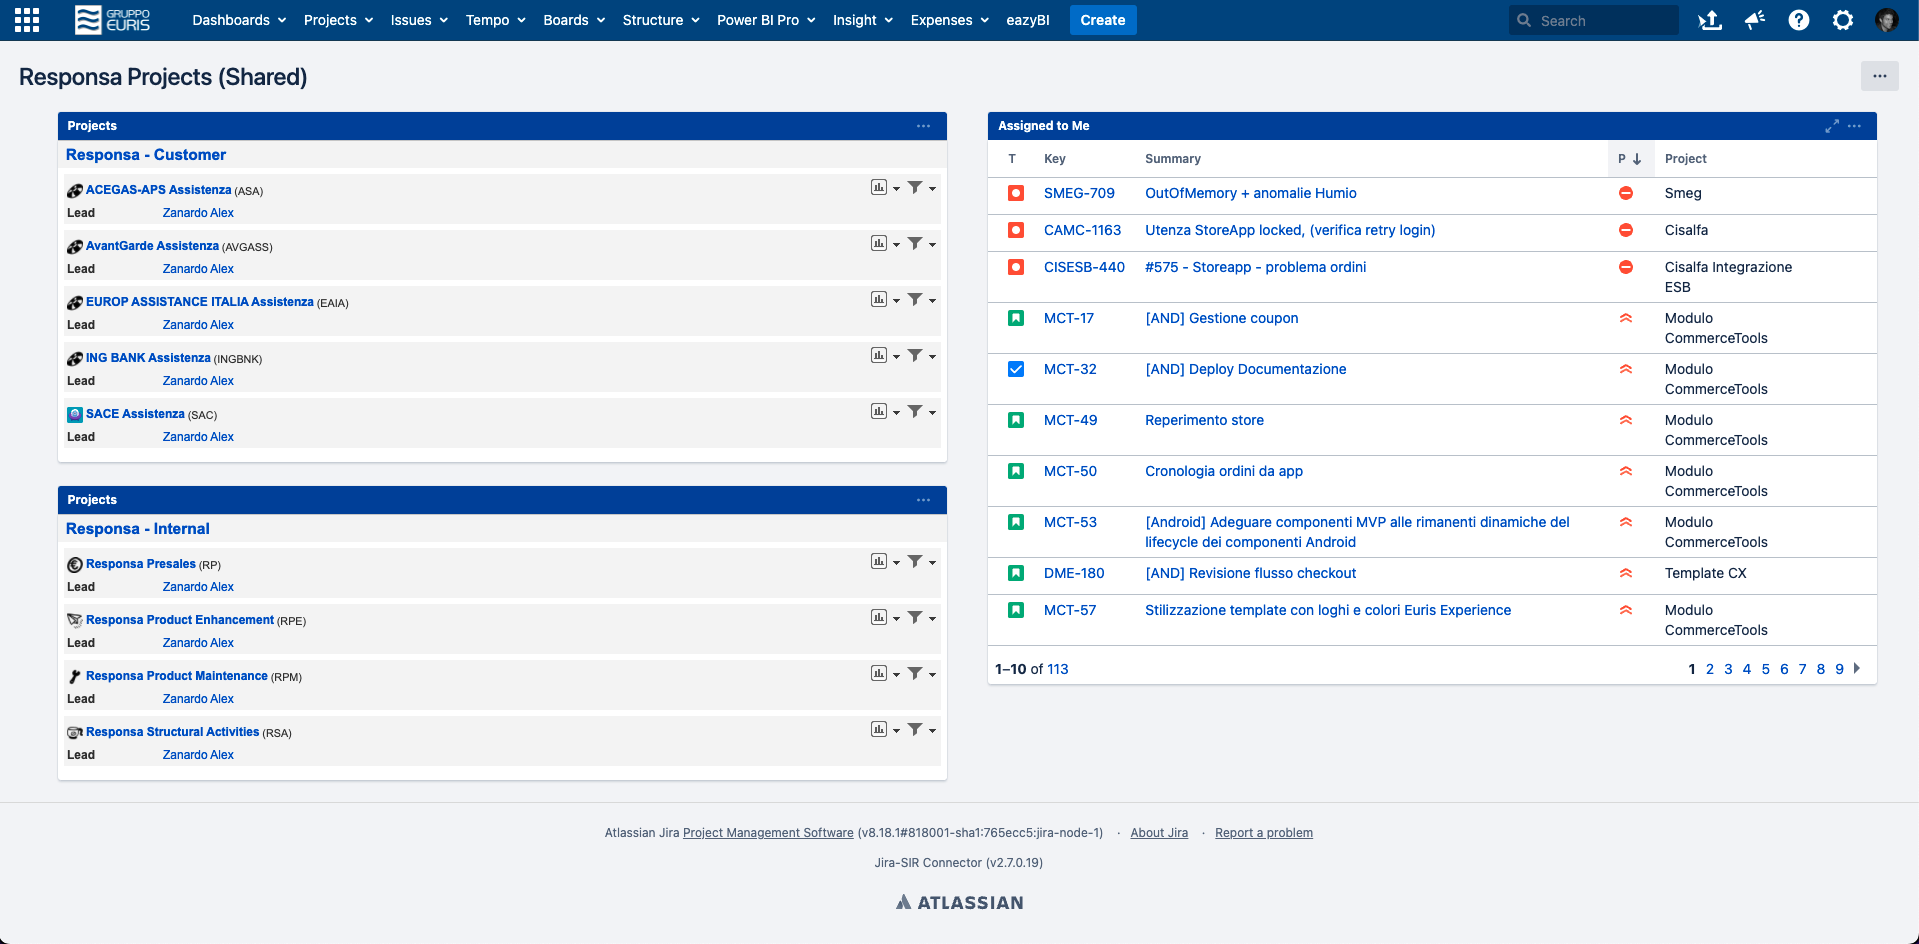 GRUPPO EURIS
Dashboards Projects Issues Tempo Boards Structure Power BI Pro Insight Expenses eazyBI Create Search
Responsa Projects (Shared)
Projects
Responsa - Customer
ACEGAS-APS Assistenza (ASA)
Lead Zanardo Alex
AvantGarde Assistenza (AVGASS)
Lead Zanardo Alex
EUROP ASSISTANCE ITALIA Assistenza (EAIA)
Lead Zanardo Alex
ING BANK Assistenza (INGBNK)
Lead Zanardo Alex
SACE Assistenza (SAC)
Lead Zanardo Alex
Projects
Responsa - Internal
Responsa Presales (RP)
Lead Zanardo Alex
Responsa Product Enhancement (RPE)
Lead Zanardo Alex
Responsa Product Maintenance (RPM)
Lead Zanardo Alex
Responsa Structural Activities (RSA)
Lead Zanardo Alex
Assigned to Me
T Key Summary P Project
SMEG-709 OutOfMemory + anomalie Humio Smeg
CAMC-1163 Utenza StoreApp locked, (verifica retry login) Cisalfa
CISESB-440 #575 - Storeapp - problema ordini Cisalfa Integrazione
ESB
MCT-17 [AND] Gestione coupon Modulo
CommerceTools
MCT-32 [AND] Deploy Documentazione Modulo
CommerceTools
MCT-49 Reperimento store Modulo
CommerceTools
MCT-50 Cronologia ordini da app Modulo
CommerceTools
MCT-53 [Android] Adeguare componenti MVP alle rimanenti dinamiche del Modulo
lifecycle dei componenti Android CommerceTools
DME-180 [AND] Revisione flusso checkout Template CX
MCT-57 Stilizzazione template con loghi e colori Euris Experience Modulo
CommerceTools
1–10 of 113 1 2 3 4 5 6 7 8 9
Atlassian Jira Project Management Software (v8.18.1#818001-sha1:765ecc5:jira-node-1) · About Jira · Report a problem
Jira-SIR Connector (v2.7.0.19)
ATLASSIAN